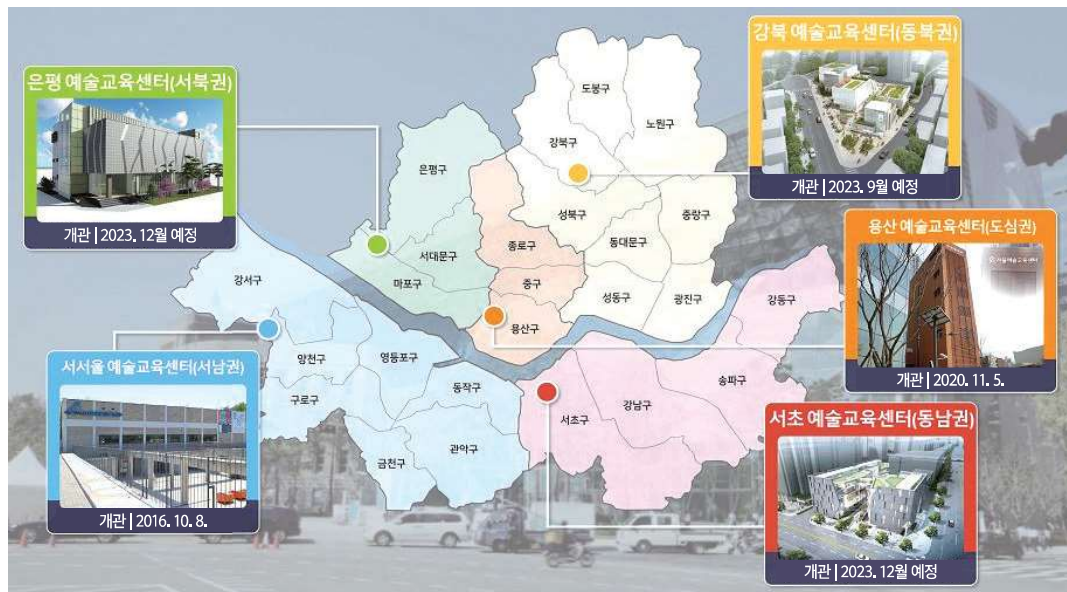 강북 예술교육센터(동북권)
개관 | 2023. 9월 예정
은평 예술교육센터(서북권)
개관 | 2023. 12월 예정
도봉구
노원구
강북구
은평구
성북구
중랑구
종로구
동대문구
서대문구
중구
마포구
성동구
광진구
용산구
강서구
강동구
양천구
영등포구
구로구
동작구
송파구
강남구
서초구
금천구
관악구
용산 예술교육센터(도심권)
서울예술교육센터
개관 | 2020. 11. 5.
서서울 예술교육센터(서남권)
개관 | 2016. 10. 8.
서초 예술교육센터(동남권)
개관 | 2023. 12월 예정